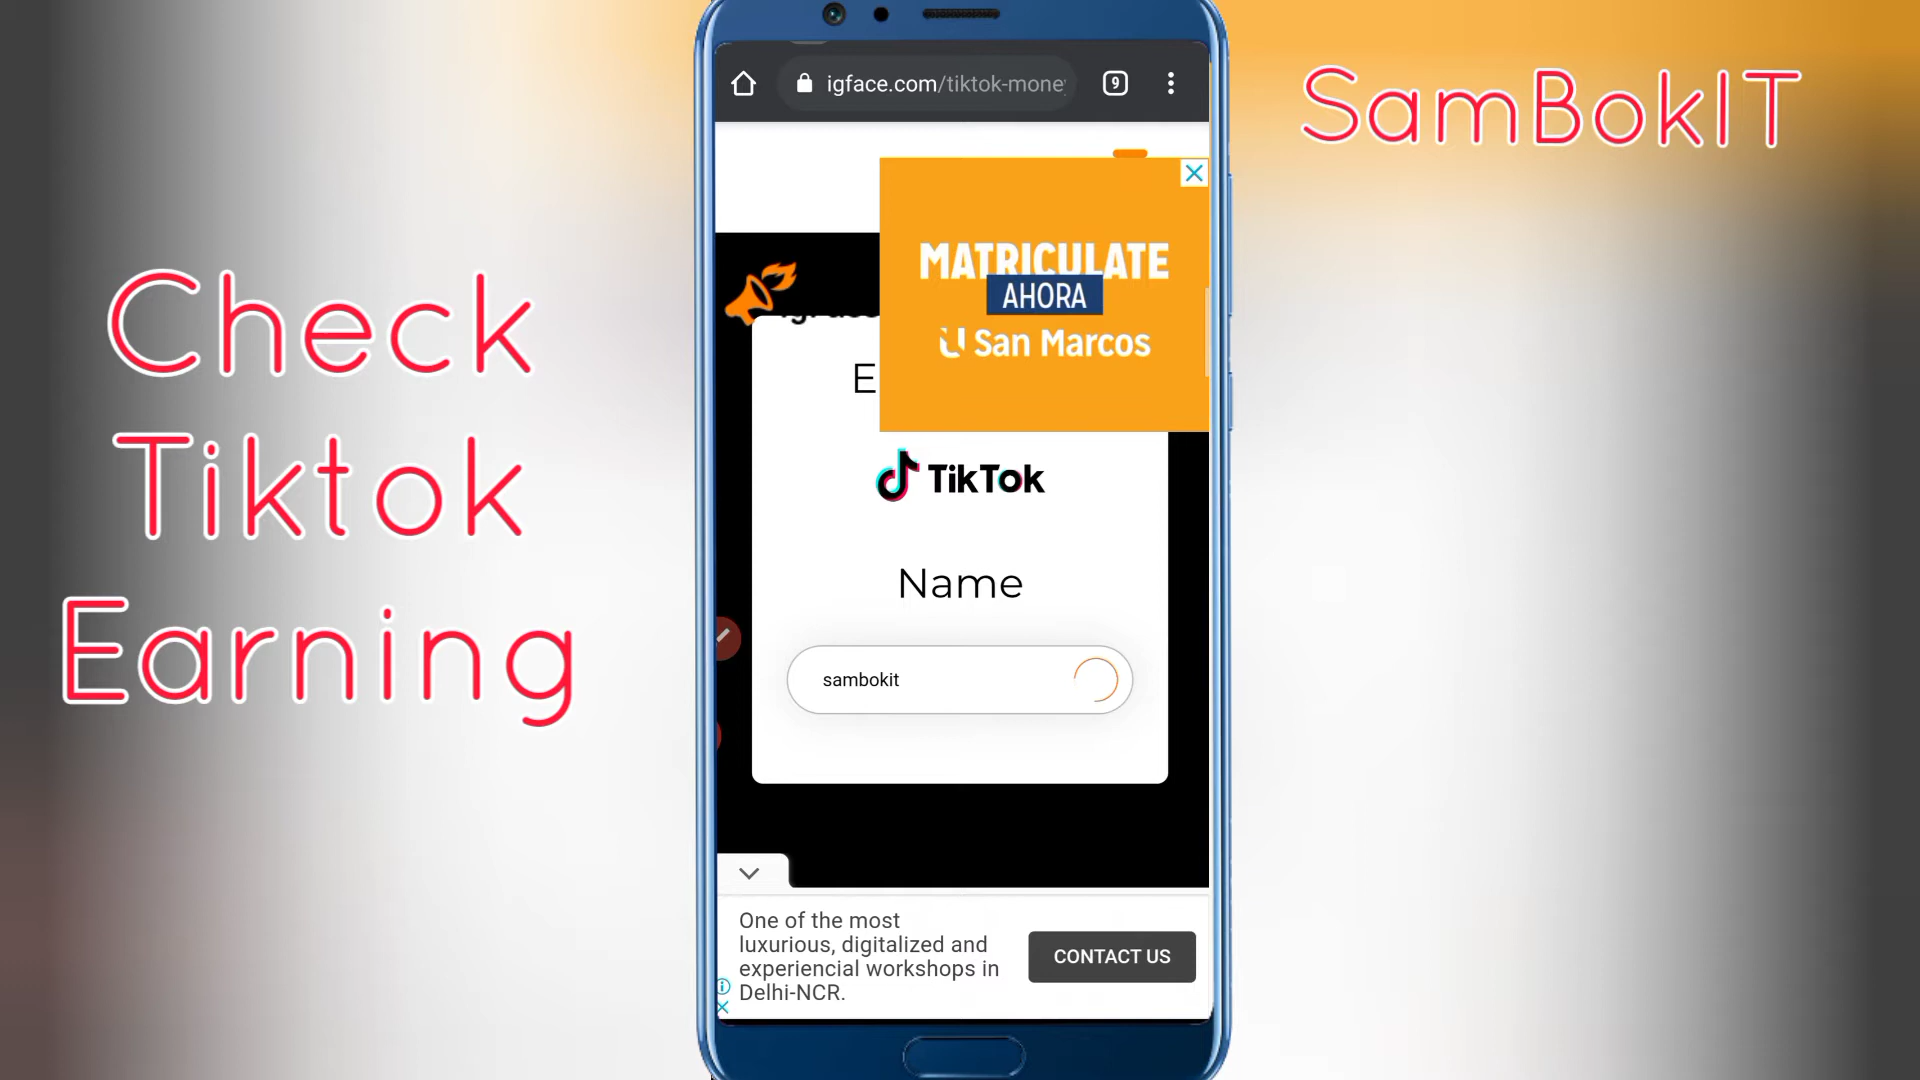 SamBokIT
Check
Tiktok
Earning
9
igface.com/tiktok-mone
MATRICULATE
AHORA
San Marcos
E
TikTok
Name
sambokit
One of the most
luxurious, digitalized and
experiencial workshops in
Delhi-NCR.
CONTACT US